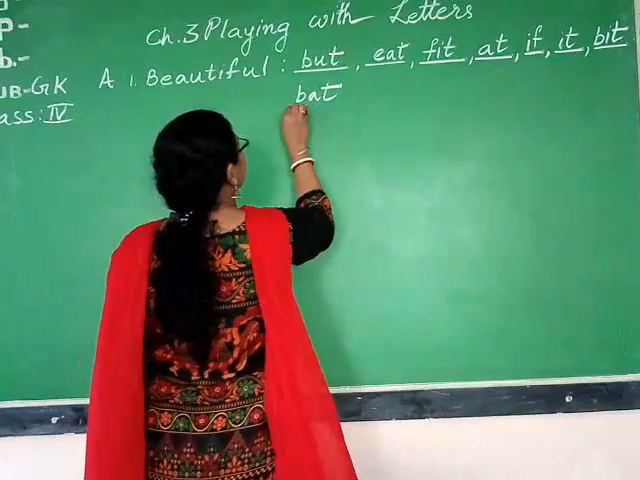 P-
b.-
UB-GK
ass: IV
Ch.3 Playing with Letters
A 1. Beautiful : but, eat, fit, at, if, it, bit
bat